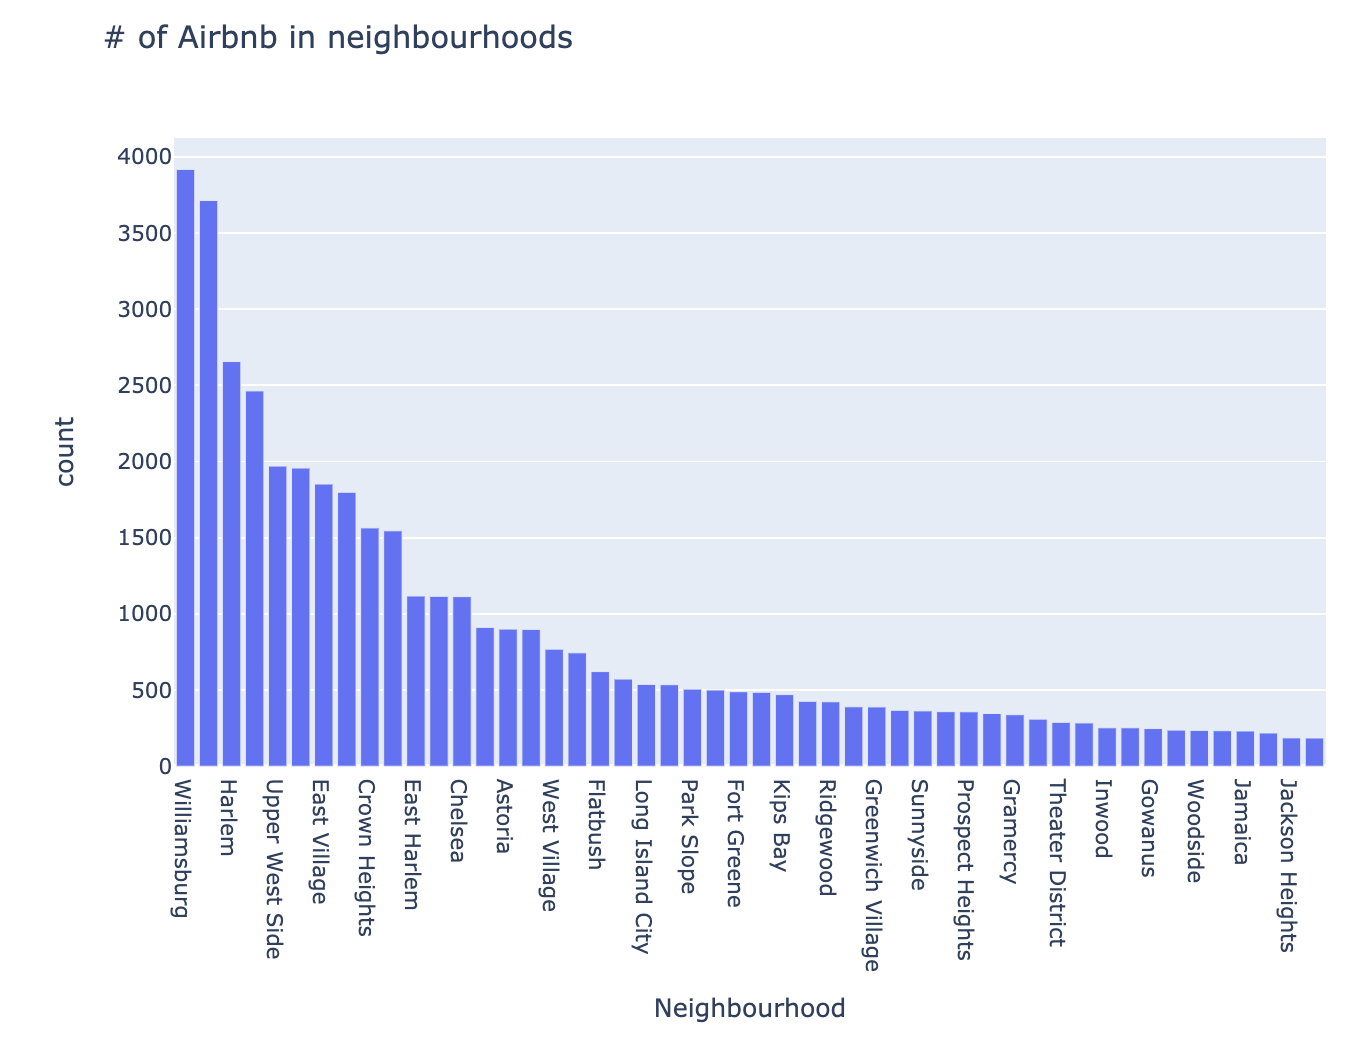 # of Airbnb in neighbourhoods
4000
3500
3000
2500
2000
1500
1000
500
0
count
Williamsburg
Harlem
Upper West Side
East Village
Crown Heights
East Harlem
Chelsea
Astoria
West Village
Flatbush
Long Island City
Park Slope
Fort Greene
Kips Bay
Ridgewood
Greenwich Village
Sunnyside
Prospect Heights
Gramercy
Theater District
Inwood
Gowanus
Woodside
Jamaica
Jackson Heights
Neighbourhood